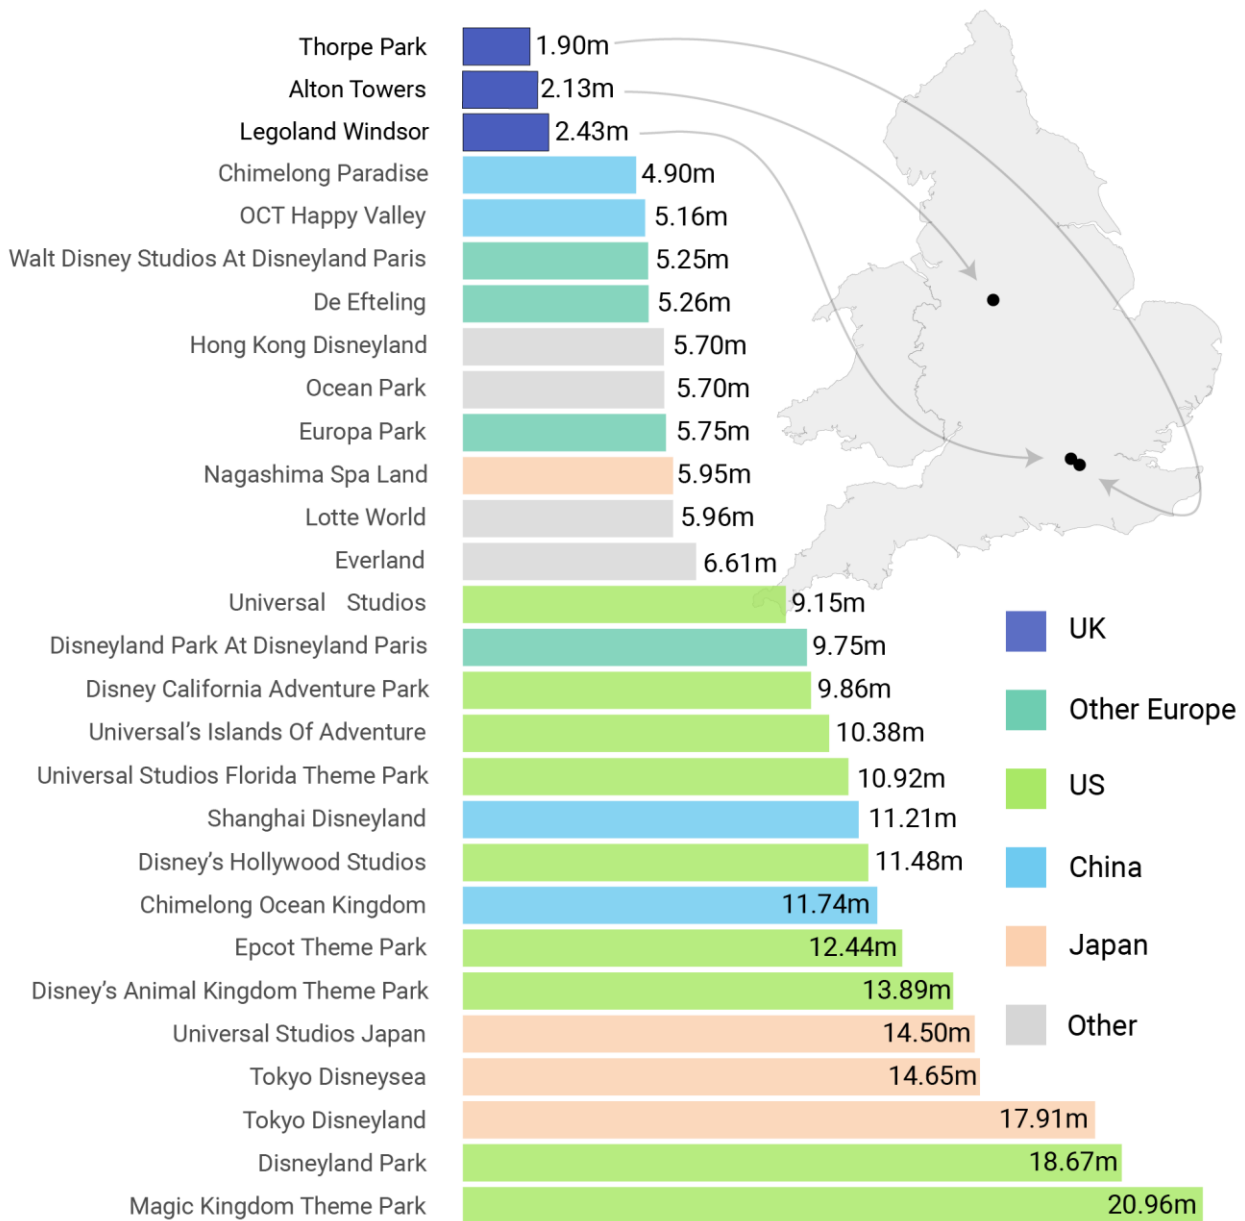 Thorpe Park 1.90m
Alton Towers 2.13m
Legoland Windsor 2.43m
Chimelong Paradise 4.90m
OCT Happy Valley 5.16m
Walt Disney Studios At Disneyland Paris 5.25m
De Efteling 5.26m
Hong Kong Disneyland 5.70m
Ocean Park 5.70m
Europa Park 5.75m
Nagashima Spa Land 5.95m
Lotte World 5.96m
Everland 6.61m
Universal Studios 9.15m
Disneyland Park At Disneyland Paris 9.75m
Disney California Adventure Park 9.86m
Universal’s Islands Of Adventure 10.38m
Universal Studios Florida Theme Park 10.92m
Shanghai Disneyland 11.21m
Disney’s Hollywood Studios 11.48m
Chimelong Ocean Kingdom 11.74m
Epcot Theme Park 12.44m
Disney’s Animal Kingdom Theme Park 13.89m
Universal Studios Japan 14.50m
Tokyo Disneysea 14.65m
Tokyo Disneyland 17.91m
Disneyland Park 18.67m
Magic Kingdom Theme Park 20.96m
UK
Other Europe
US
China
Japan
Other